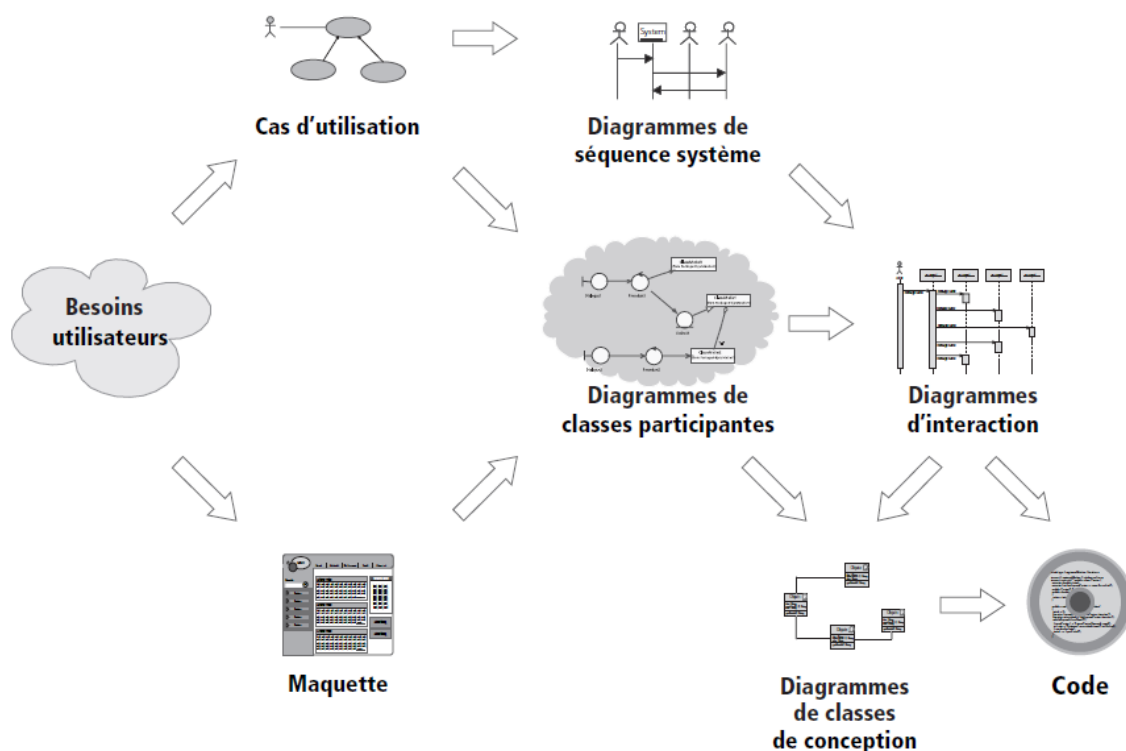 System
Cas d'utilisation
Diagrammes de
séquence système
Besoins
utilisateurs
Diagrammes de
classes participantes
Diagrammes
d'interaction
Maquette
Diagrammes
de classes
de conception
Code